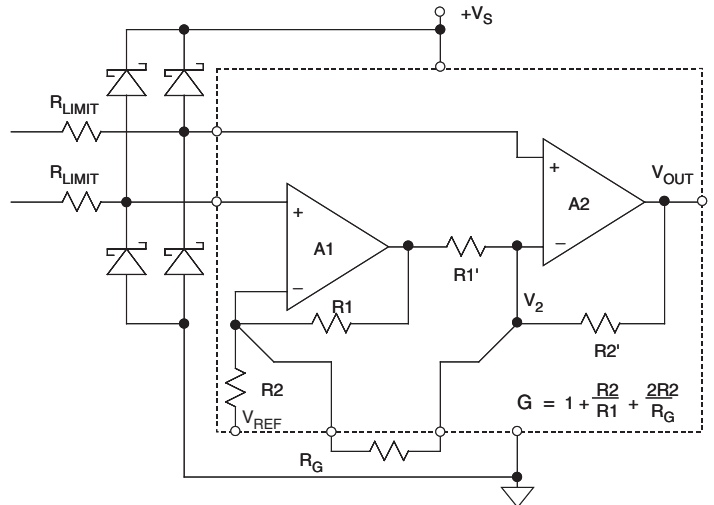 +VS
RLIMIT
RLIMIT
VOUT
+
A2
−
+
A1
−
R1'
R1
V2
R2'
R2
VREF
G = 1 + R2/R1 + 2R2/RG
RG